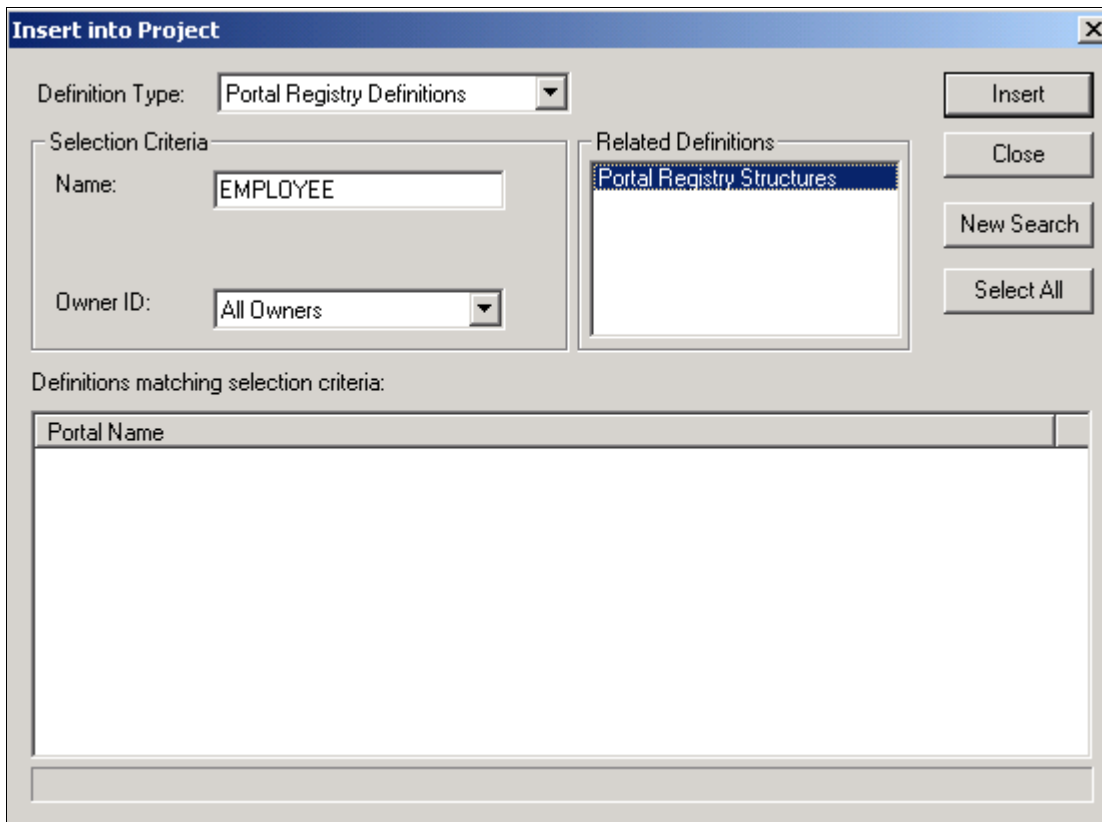 Insert into Project
Definition Type: Portal Registry Definitions
Insert
Selection Criteria
Related Definitions
Close
Name: EMPLOYEE
Portal Registry Structures
New Search
Owner ID: All Owners
Select All
Definitions matching selection criteria:
Portal Name